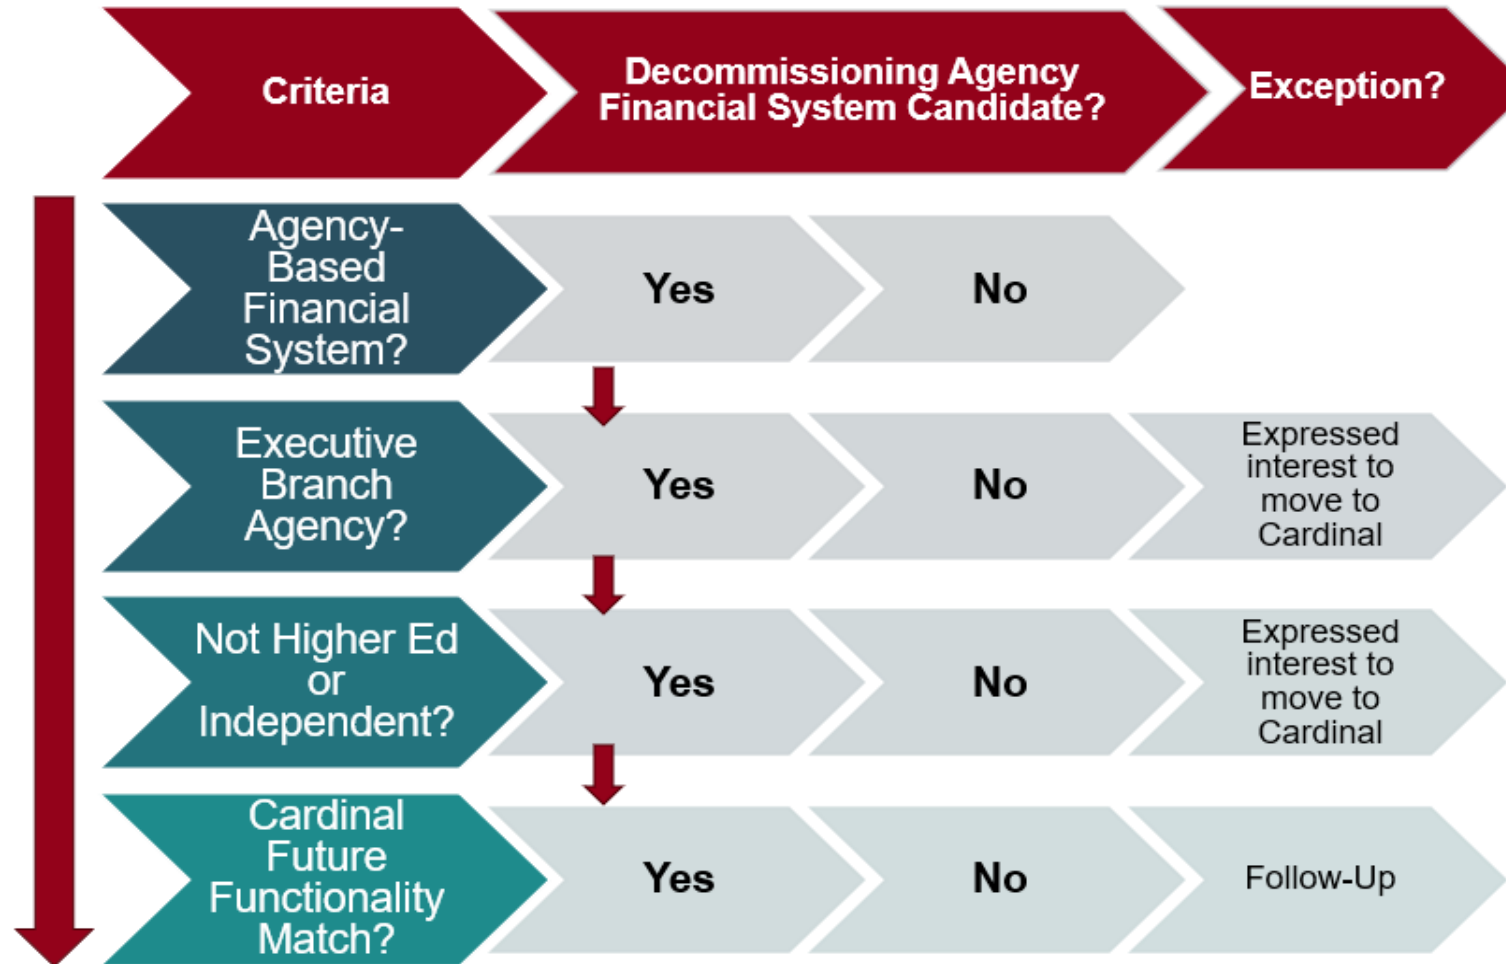 Criteria
Decommissioning Agency
Financial System Candidate?
Exception?
Agency-
Based
Financial
System?
Yes
No
Executive
Branch
Agency?
Yes
No
Expressed
interest to
move to
Cardinal
Not Higher Ed
or
Independent?
Yes
No
Expressed
interest to
move to
Cardinal
Cardinal
Future
Functionality
Match?
Yes
No
Follow-Up